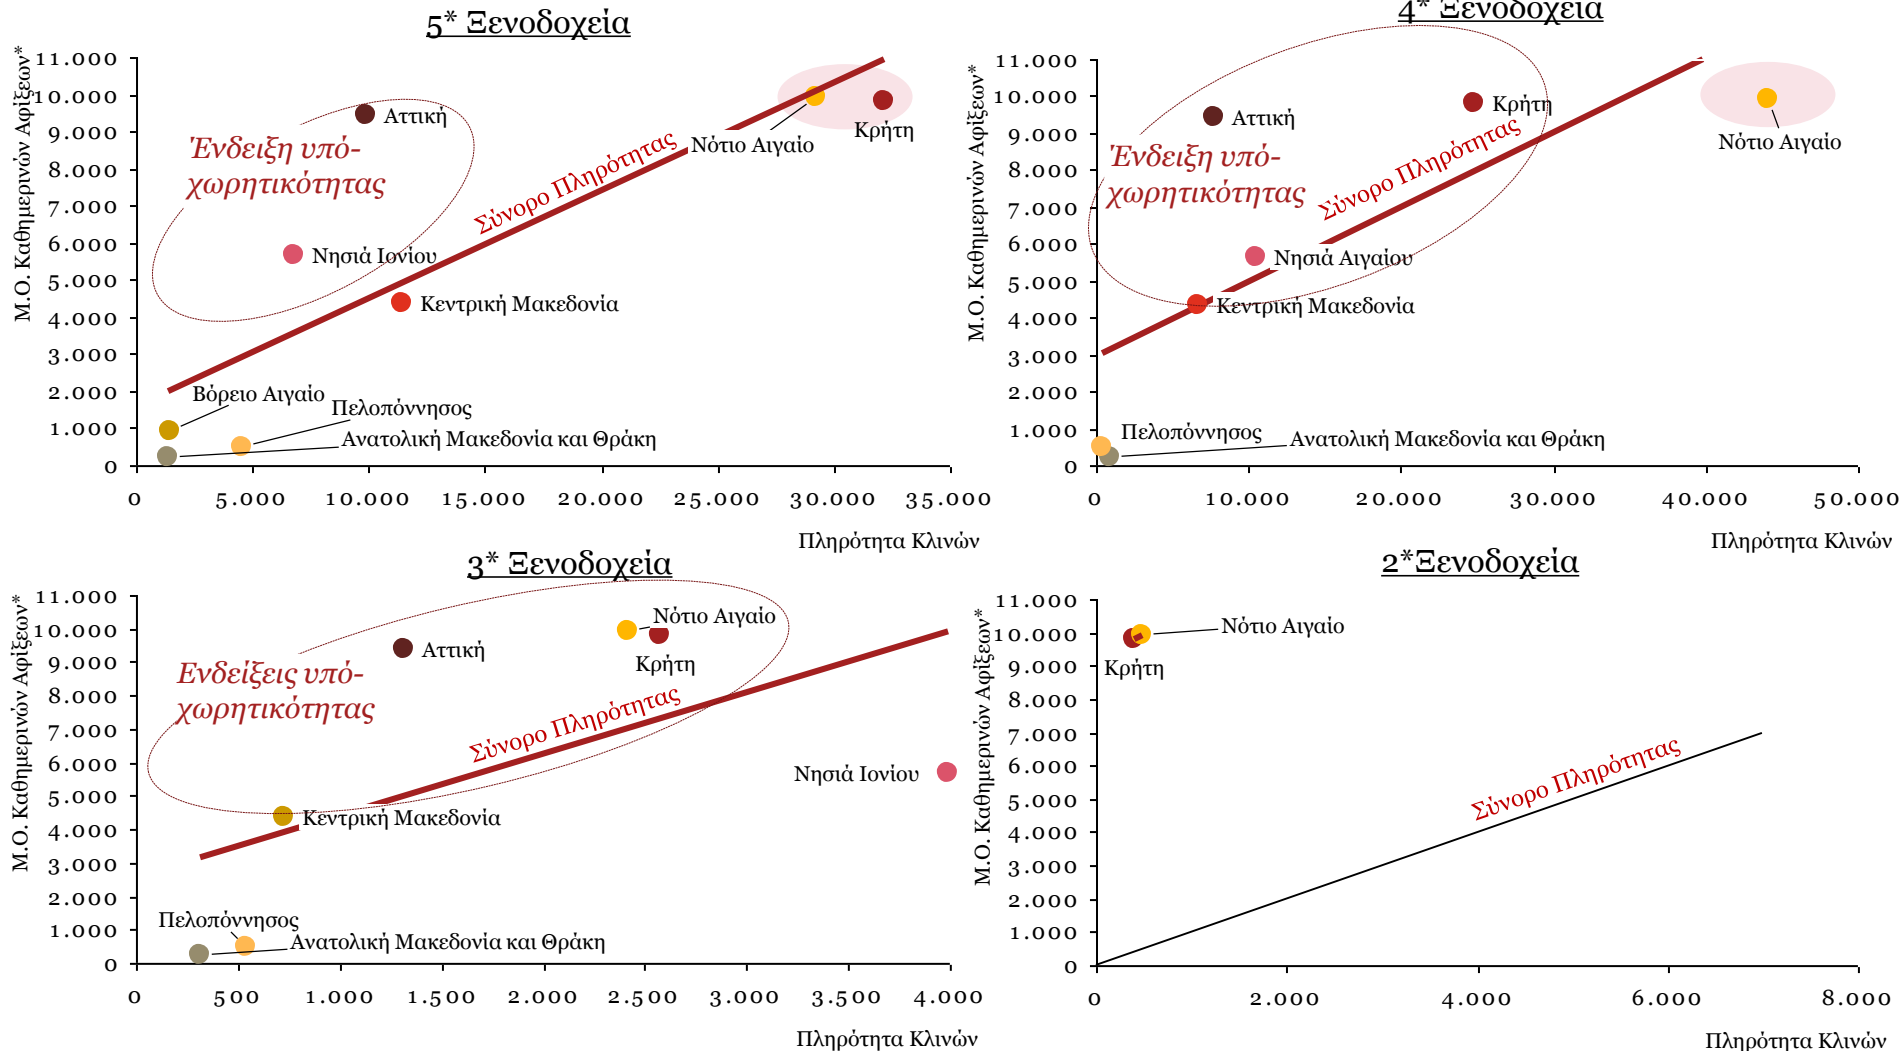 5* Ξενοδοχεία
Μ.Ο. Καθημερινών Αφίξεων*
11.000
10.000
9.000
8.000
7.000
6.000
5.000
4.000
3.000
2.000
1.000
0
Αττική
Ένδειξη υπό-
χωρητικότητας
Νησιά Ιονίου
Κεντρική Μακεδονία
Σύνορο Πληρότητας
Νότιο Αιγαίο
Κρήτη
Βόρειο Αιγαίο
Πελοπόννησος
Ανατολική Μακεδονία και Θράκη
0 5.000 10.000 15.000 20.000 25.000 30.000 35.000
Πληρότητα Κλινών
4* Ξενοδοχεία
Μ.Ο. Καθημερινών Αφίξεων*
11.000
10.000
9.000
8.000
7.000
6.000
5.000
4.000
3.000
2.000
1.000
0
Αττική
Κρήτη
Νότιο Αιγαίο
Ένδειξη υπό-
χωρητικότητας
Σύνορο Πληρότητας
Νησιά Αιγαίου
Κεντρική Μακεδονία
Πελοπόννησος
Ανατολική Μακεδονία και Θράκη
0 10.000 20.000 30.000 40.000 50.000
Πληρότητα Κλινών
3* Ξενοδοχεία
Μ.Ο. Καθημερινών Αφίξεων*
11.000
10.000
9.000
8.000
7.000
6.000
5.000
4.000
3.000
2.000
1.000
0
Νότιο Αιγαίο
Αττική
Κρήτη
Ενδείξεις υπό-
χωρητικότητας
Σύνορο Πληρότητας
Νησιά Ιονίου
Κεντρική Μακεδονία
Πελοπόννησος
Ανατολική Μακεδονία και Θράκη
0 500 1.000 1.500 2.000 2.500 3.000 3.500 4.000
Πληρότητα Κλινών
2*Ξενοδοχεία
Μ.Ο. Καθημερινών Αφίξεων*
11.000
10.000
9.000
8.000
7.000
6.000
5.000
4.000
3.000
2.000
1.000
0
Νότιο Αιγαίο
Κρήτη
Σύνορο Πληρότητας
0 2.000 4.000 6.000 8.000
Πληρότητα Κλινών